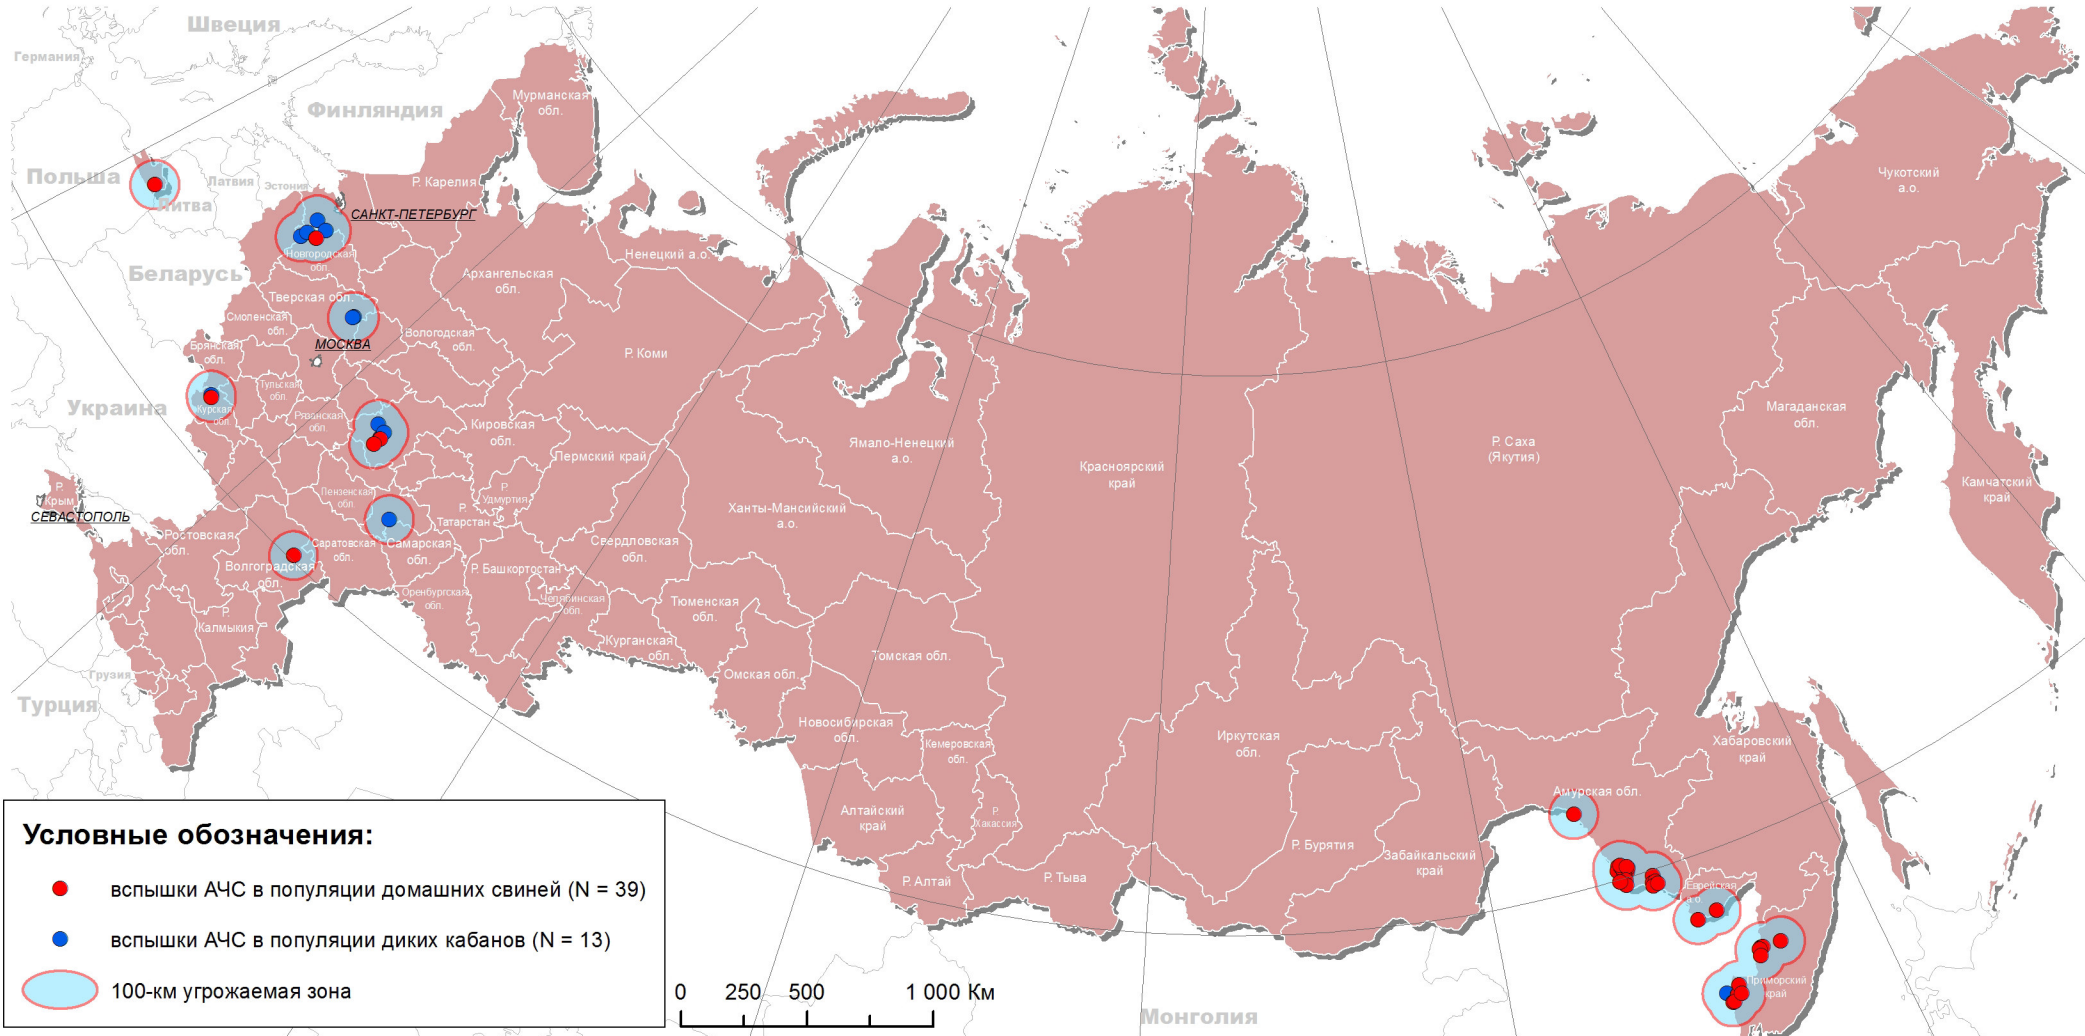 Швеция
Германия
Финляндия
Мурманская
обл.
Польша
Латвия
Эстония
Литва
Р. Карелия
САНКТ-ПЕТЕРБУРГ
Чукотский
а.о.
Новгородская
обл.
Ненецкий а.о.
Беларусь
Архангельская
обл.
Тверская обл.
Смоленская
обл.
Вологодская
обл.
МОСКВА
Брянская
обл.
Р. Коми
Тульская
обл.
Украина
Курская
обл.
Рязанская
обл.
Кировская
обл.
Магаданская
обл.
Ямало-Ненецкий
а.о.
Р. Саха
(Якутия)
Пермский край
Красноярский
край
Р.
Крым
СЕВАСТОПОЛЬ
Пензенская
обл.
Р.
Удмуртия
Камчатский
край
Р.
Татарстан
Ханты-Мансийский
а.о.
Ростовская
обл.
Саратовская
обл.
Самарская
обл.
Свердловская
обл.
Волгоградская
обл.
Р. Башкортостан
Оренбургская
обл.
Челябинская
обл.
Тюменская
обл.
Р.
Калмыкия
Курганская
обл.
Томская обл.
Омская обл.
Грузия
Турция
Новосибирская
обл.
Кемеровская
обл.
Иркутская
обл.
Хабаровский
край
Амурская обл.
Алтайский
край
Р.
Хакассия
Р. Бурятия
Забайкальский
край
Р. Алтай
Р. Тыва
Еврейская
а.о.
Приморский
край
Монголия
Условные обозначения:
вспышки АЧС в популяции домашних свиней (N = 39)
вспышки АЧС в популяции диких кабанов (N = 13)
100-км угрожаемая зона
0 250 500 1 000 Км